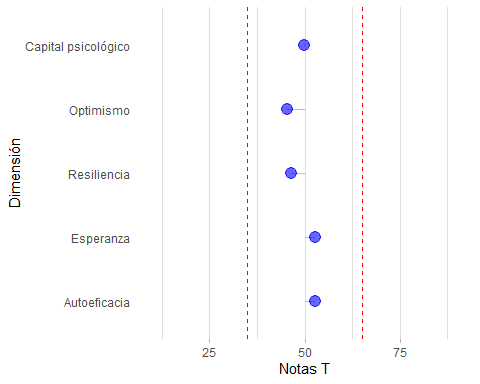 Capital psicológico
Optimismo
Resiliencia
Esperanza
Autoeficacia
Dimensión
25 50 75
Notas T